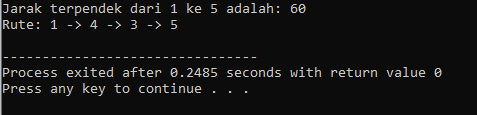 Jarak terpendek dari 1 ke 5 adalah: 60
Rute: 1 -> 4 -> 3 -> 5
--------------------------------
Process exited after 0.2485 seconds with return value 0
Press any key to continue . . .